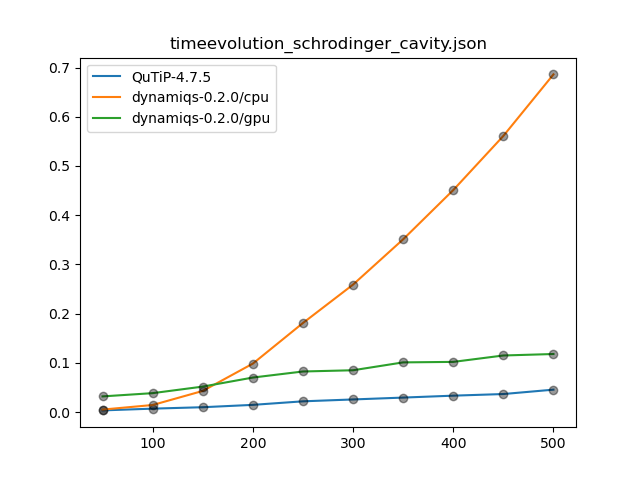 timeevolution_schrodinger_cavity.json
QuTiP-4.7.5
dynamiqs-0.2.0/cpu
dynamiqs-0.2.0/gpu
0.7
0.6
0.5
0.4
0.3
0.2
0.1
0.0
100 200 300 400 500